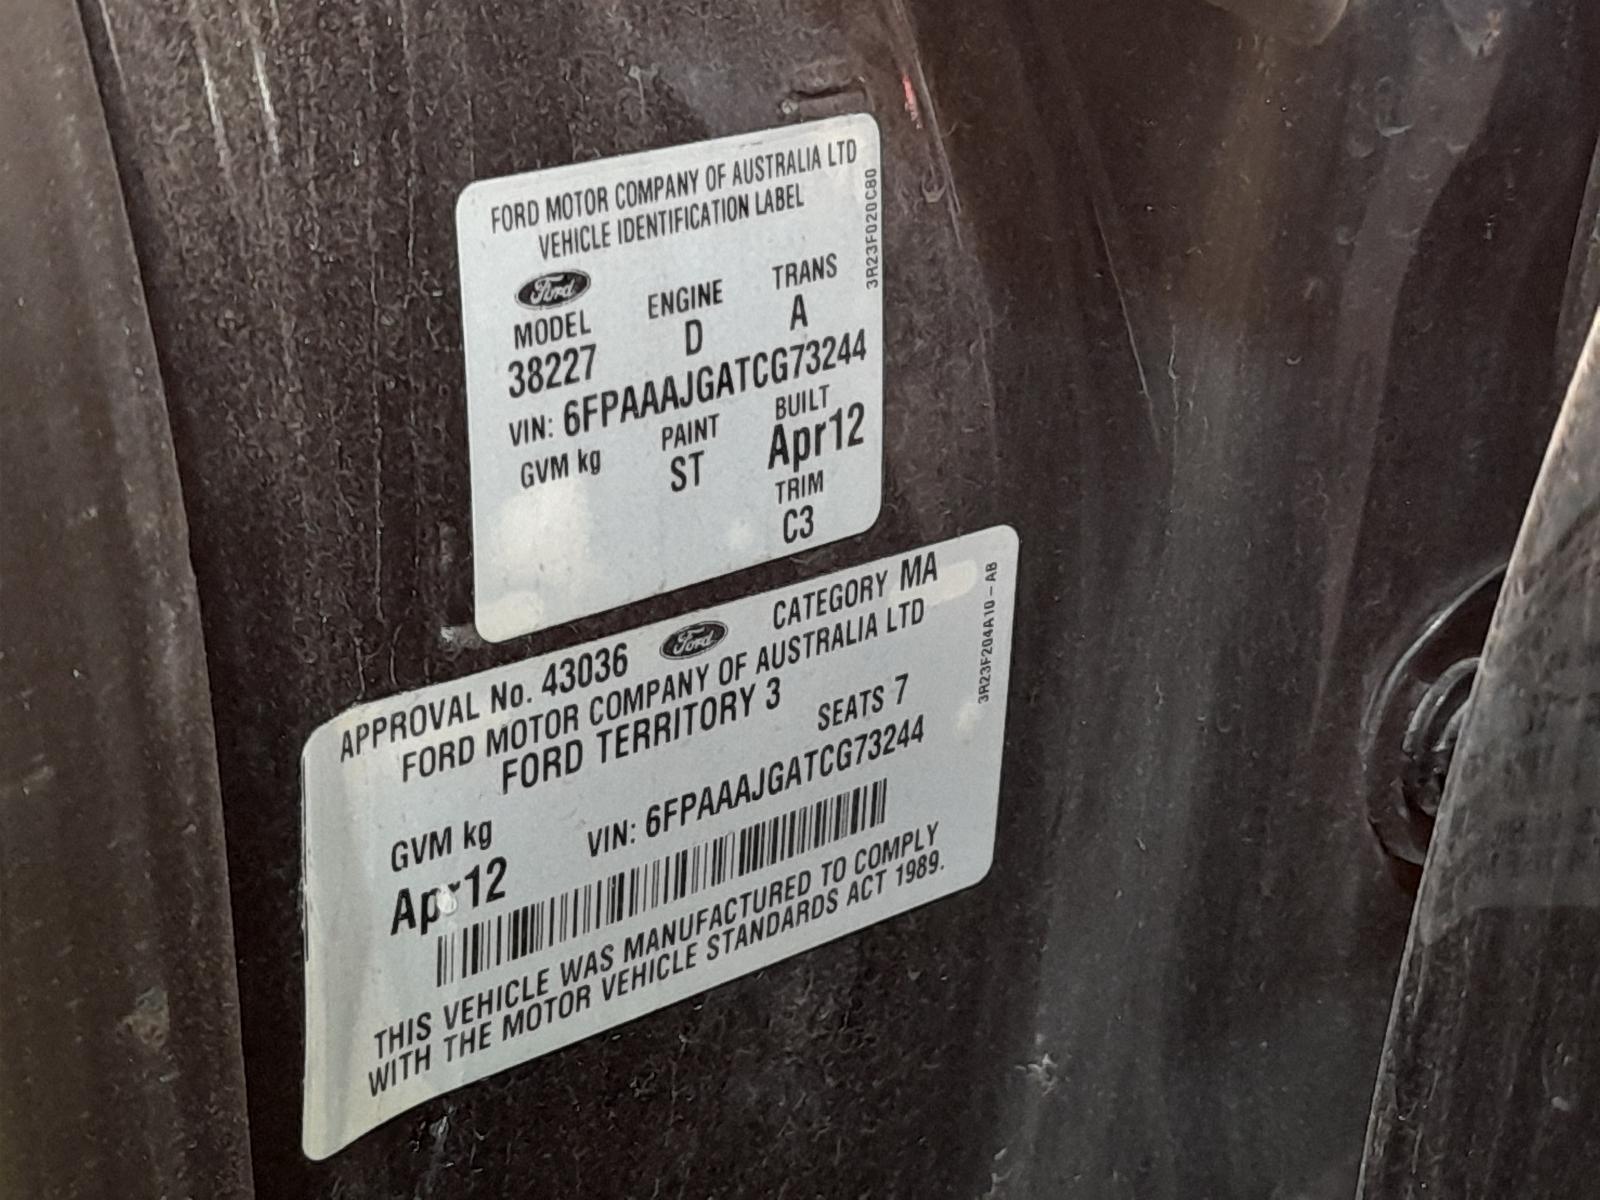 FORD MOTOR COMPANY OF AUSTRALIA LTD
VEHICLE IDENTIFICATION LABEL
Ford
MODEL ENGINE TRANS
38227 D A
VIN: 6FPAAAJGATCG73244
GVM kg PAINT BUILT
ST Apr12
TRIM
C3
3R23F020C80
APPROVAL No. 43036 Ford CATEGORY MA
FORD MOTOR COMPANY OF AUSTRALIA LTD
FORD TERRITORY 3 SEATS 7
GVM kg VIN: 6FPAAAJGATCG73244
Apr12
THIS VEHICLE WAS MANUFACTURED TO COMPLY
WITH THE MOTOR VEHICLE STANDARDS ACT 1989.
3R23F204A10-AB